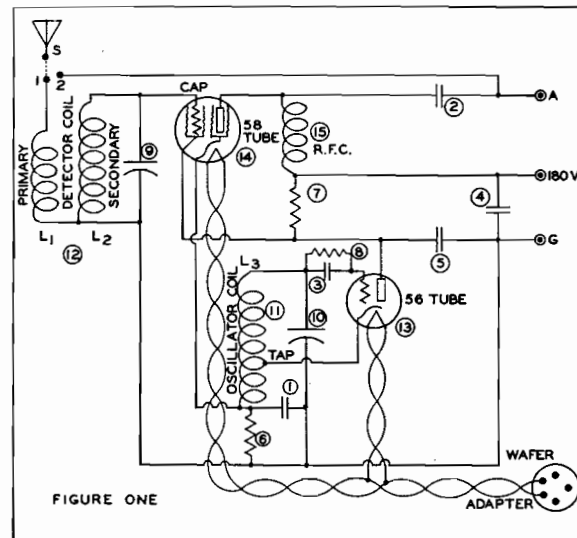 S
1 2
CAP
A
②
58
TUBE
⑭
⑮
R.F.C.
PRIMARY
DETECTOR COIL
SECONDARY
⑨
180V
⑦
④
L1 L2
⑫
G
⑧
⑤
L3
③
56 TUBE
⑬
OSCILLATOR COIL
⑪
⑩
TAP
①
⑥
WAFER
FIGURE ONE
ADAPTER